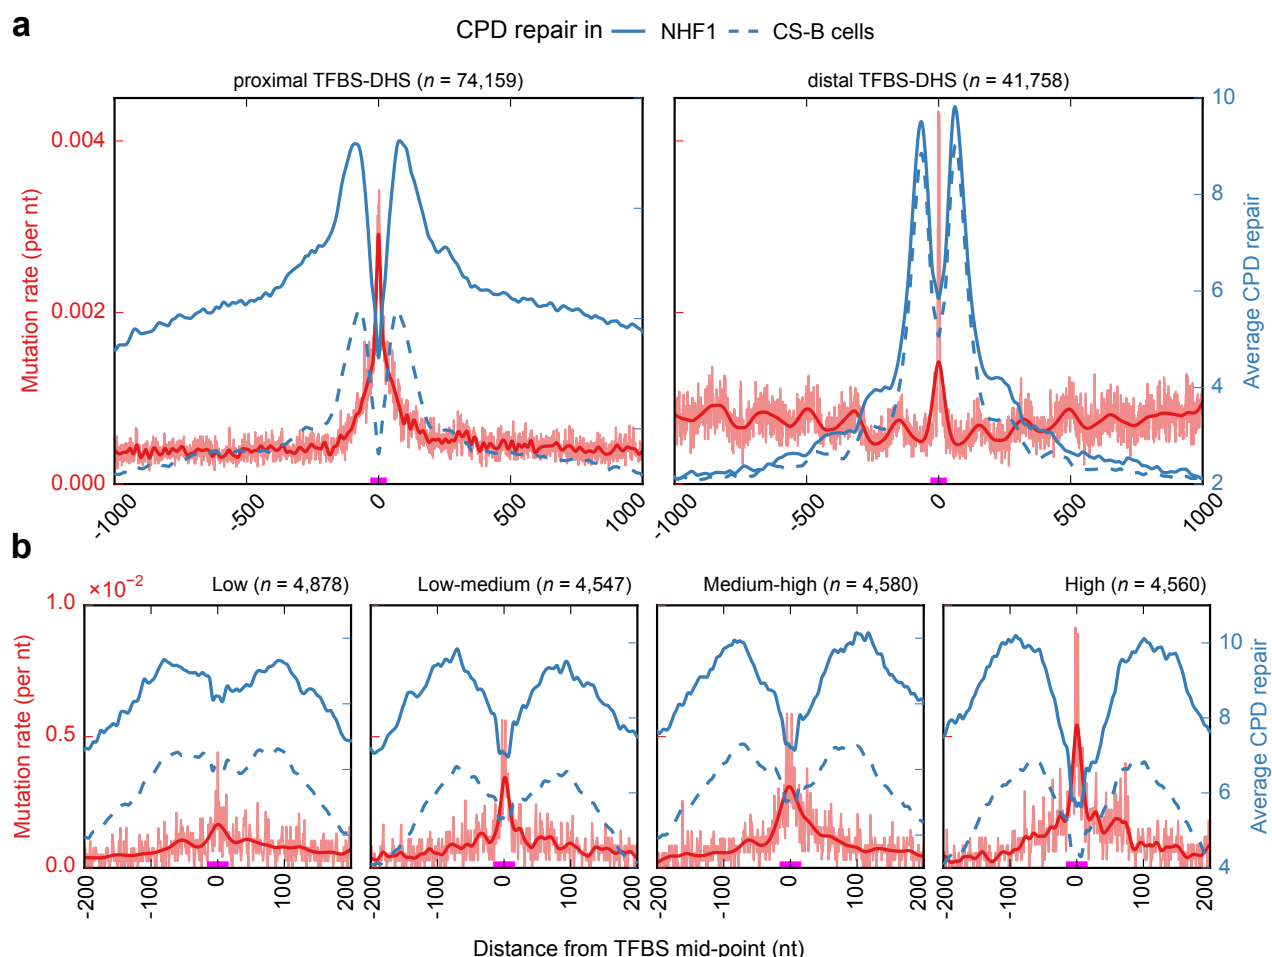 a
CPD repair in NHF1 CS-B cells
proximal TFBS-DHS (n = 74,159)
distal TFBS-DHS (n = 41,758)
Mutation rate (per nt)
0.004
0.002
0.000
-1000 -500 0 500 1000
-1000 -500 0 500 1000
10
8
6
4
2
Average CPD repair
b
×10−2
Low (n = 4,878)
Low-medium (n = 4,547)
Medium-high (n = 4,580)
High (n = 4,560)
Mutation rate (per nt)
1.0
0.5
0.0
-200 -100 0 100 200
-200 -100 0 100 200
-200 -100 0 100 200
-200 -100 0 100 200
10
8
6
4
Average CPD repair
Distance from TFBS mid-point (nt)